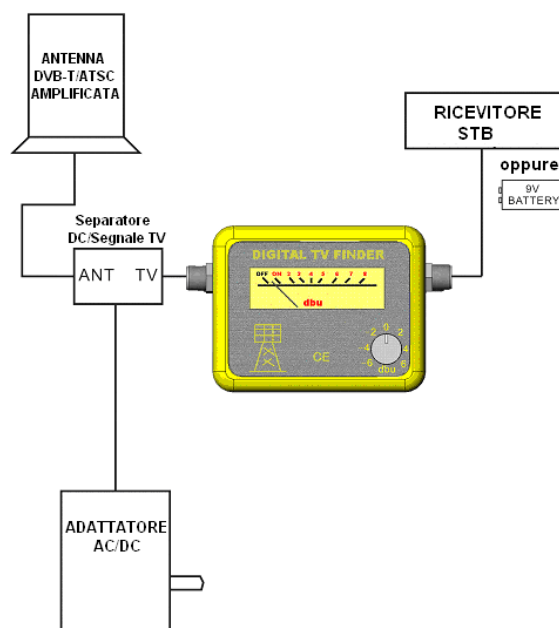 ANTENNA
DVB-T/ATSC
AMPLIFICATA
RICEVITORE
STB
oppure
9V
BATTERY
Separatore
DC/Segnale TV
ANT TV
DIGITAL TV FINDER
OFF ON 2 3 4 5 6 7 8
dbu
CE
0
2 2
-4 4
-6 6
dbu
ADATTATORE
AC/DC